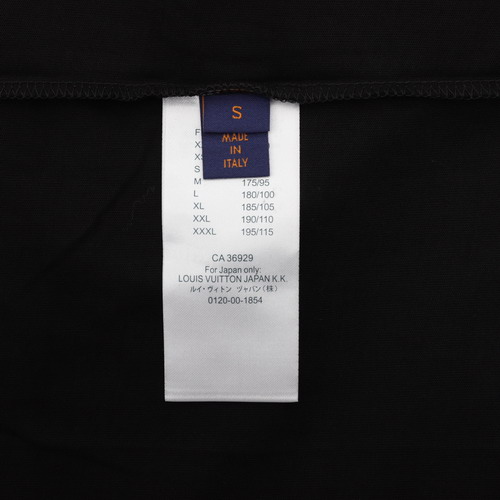 S
MADE
IN
ITALY
M 175/95
L 180/100
XL 185/105
XXL 190/110
XXXL 195/115
CA 36929
For Japan only:
LOUIS VUITTON JAPAN K.K.
ルイ・ヴィトン ジャパン(株)
0120-00-1854